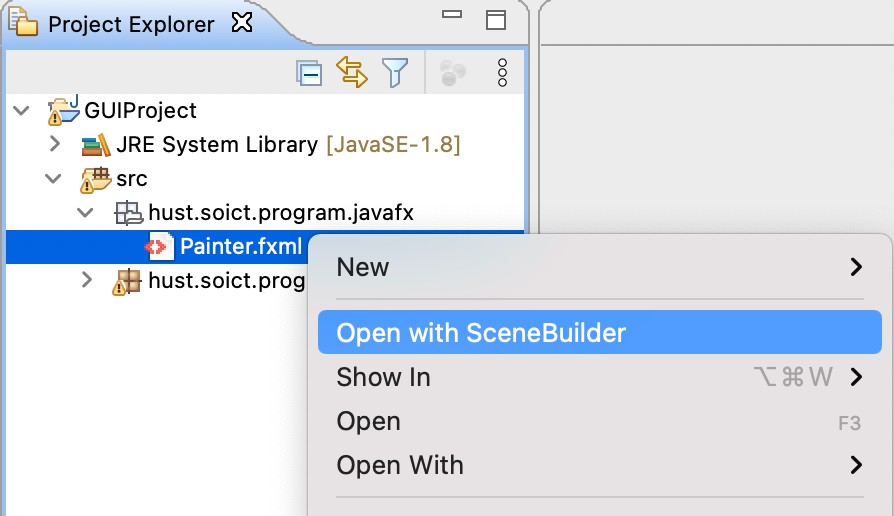 Project Explorer
GUIProject
JRE System Library [JavaSE-1.8]
src
hust.soict.program.javafx
Painter.fxml
hust.soict.prog
New
Open with SceneBuilder
Show In ⌥⌘W
Open F3
Open With